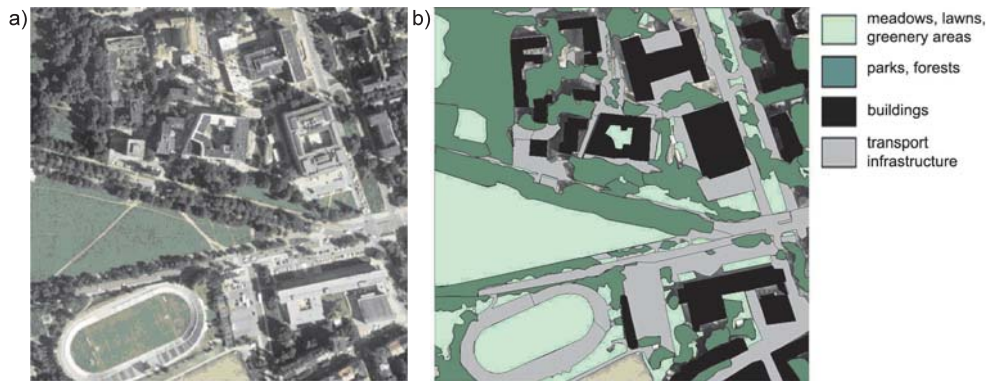 a)
b)
meadows, lawns,
greenery areas
parks, forests
buildings
transport
infrastructure